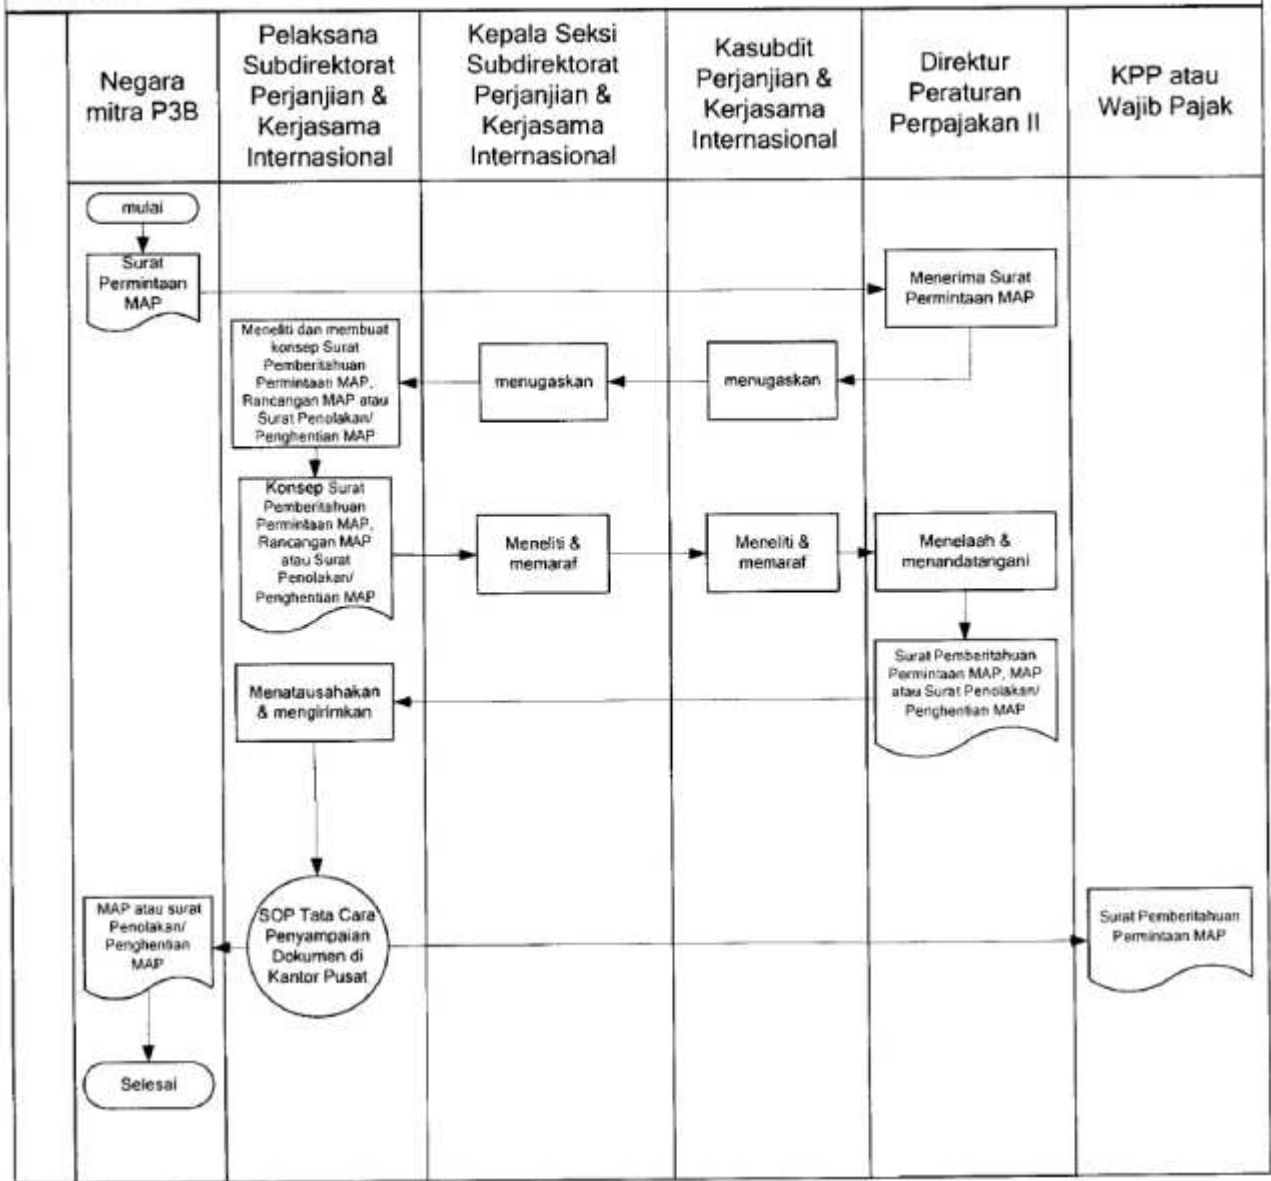 Negara
mitra P3B
Pelaksana
Subdirektorat
Perjanjian &
Kerjasama
Internasional
Kepala Seksi
Subdirektorat
Perjanjian &
Kerjasama
Internasional
Kasubdit
Perjanjian &
Kerjasama
Internasional
Direktur
Peraturan
Perpajakan II
KPP atau
Wajib Pajak
mulai
Surat
Permintaan
MAP
Menerima Surat
Permintaan MAP
Meneliti dan membuat
konsep Surat
Pemberitahuan
Permintaan MAP,
Rancangan MAP atau
Surat Penolakan/
Penghentian MAP
menugaskan
menugaskan
Konsep Surat
Pemberitahuan
Permintaan MAP,
Rancangan MAP
atau Surat
Penolakan/
Penghentian MAP
Meneliti &
memaraf
Meneliti &
memaraf
Menelaah &
menandatangani
Surat Pemberitahuan
Permintaan MAP, MAP
atau Surat Penolakan/
Penghentian MAP
Menatausahakan
& mengirimkan
MAP atau surat
Penolakan/
Penghentian
MAP
SOP Tata Cara
Penyampaian
Dokumen di
Kantor Pusat
Surat Pemberitahuan
Permintaan MAP
Selesai